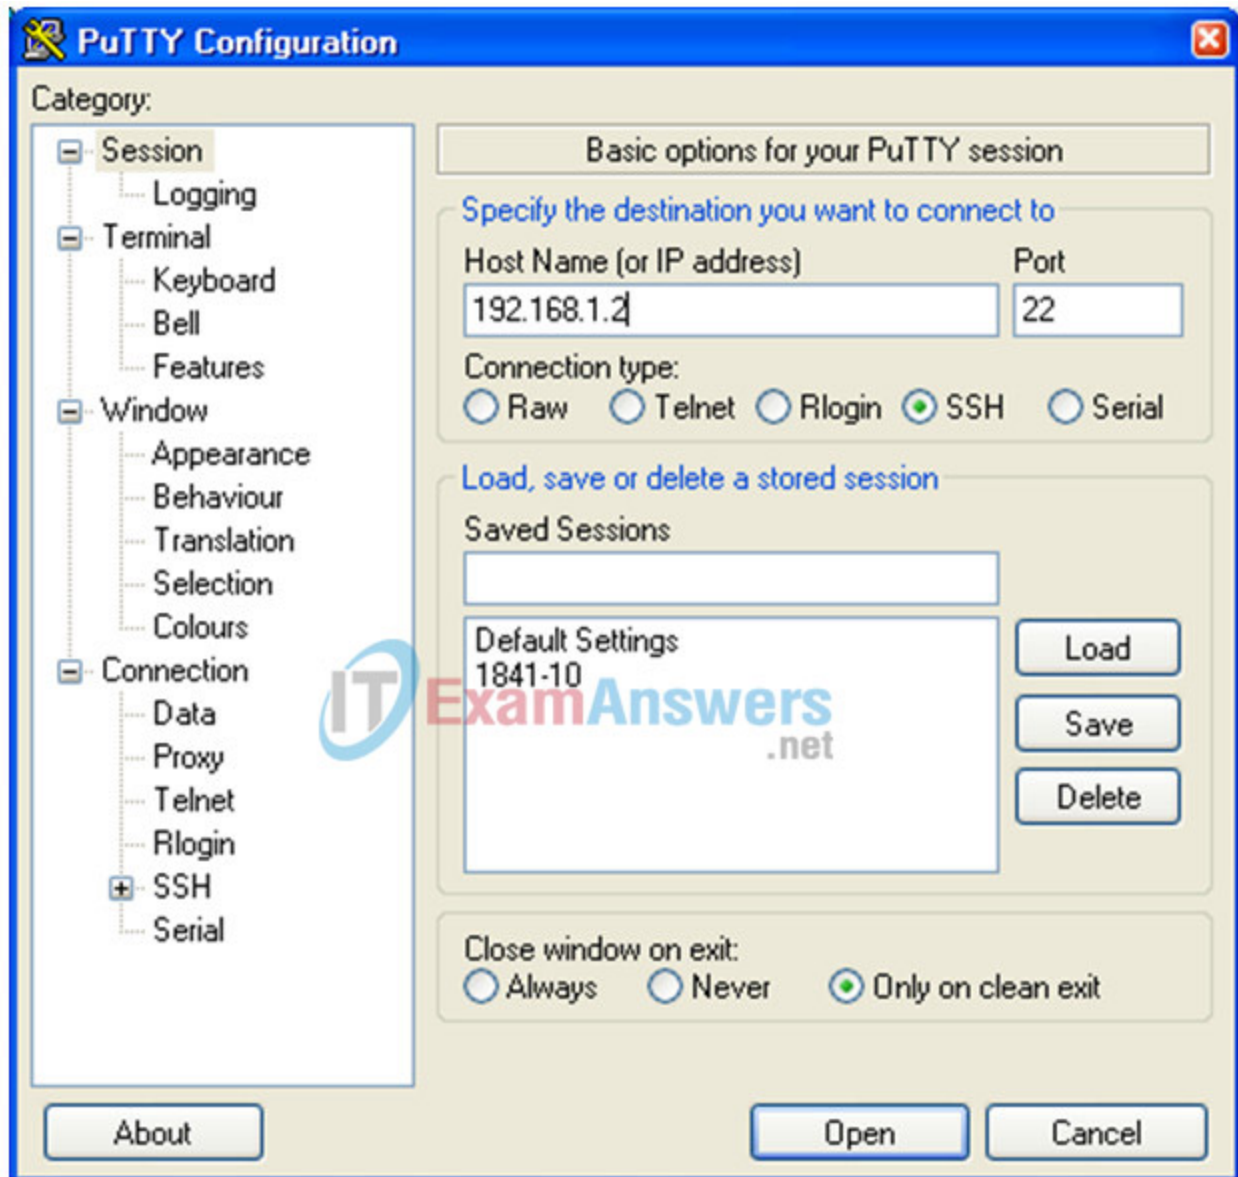 PuTTY Configuration
Category:
Session
Logging
Terminal
Keyboard
Bell
Features
Window
Appearance
Behaviour
Translation
Selection
Colours
Connection
Data
Proxy
Telnet
Rlogin
SSH
Serial
Basic options for your PuTTY session
Specify the destination you want to connect to
Host Name (or IP address) Port
192.168.1.2 22
Connection type:
Raw Telnet Rlogin SSH Serial
Load, save or delete a stored session
Saved Sessions
Default Settings
1841-10
Load
Save
Delete
ITExamAnswers
.net
Close window on exit:
Always Never Only on clean exit
About Open Cancel